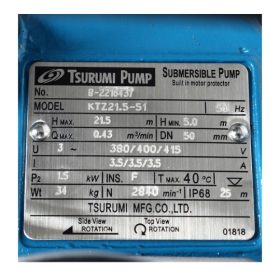 TSURUMI PUMP SUBMERSIBLE PUMP
Built in motor protector
No. 8-2218437
MODEL KTZ21.5-51 50 Hz
H MAX. 21.5 m H MIN. 5.0 m
Q MAX. 0.43 m³/min DN 50 mm
U 3 ~ 380/400/415 V
I 3.5/3.5/3.5 A
P₂ 1.5 kW INS. F T MAX. 40 °C
Wt 34 kg N 2840 min⁻¹ IP68 25 m
TSURUMI MFG.CO.,LTD.
Side View Top View
ROTATION ROTATION 01818